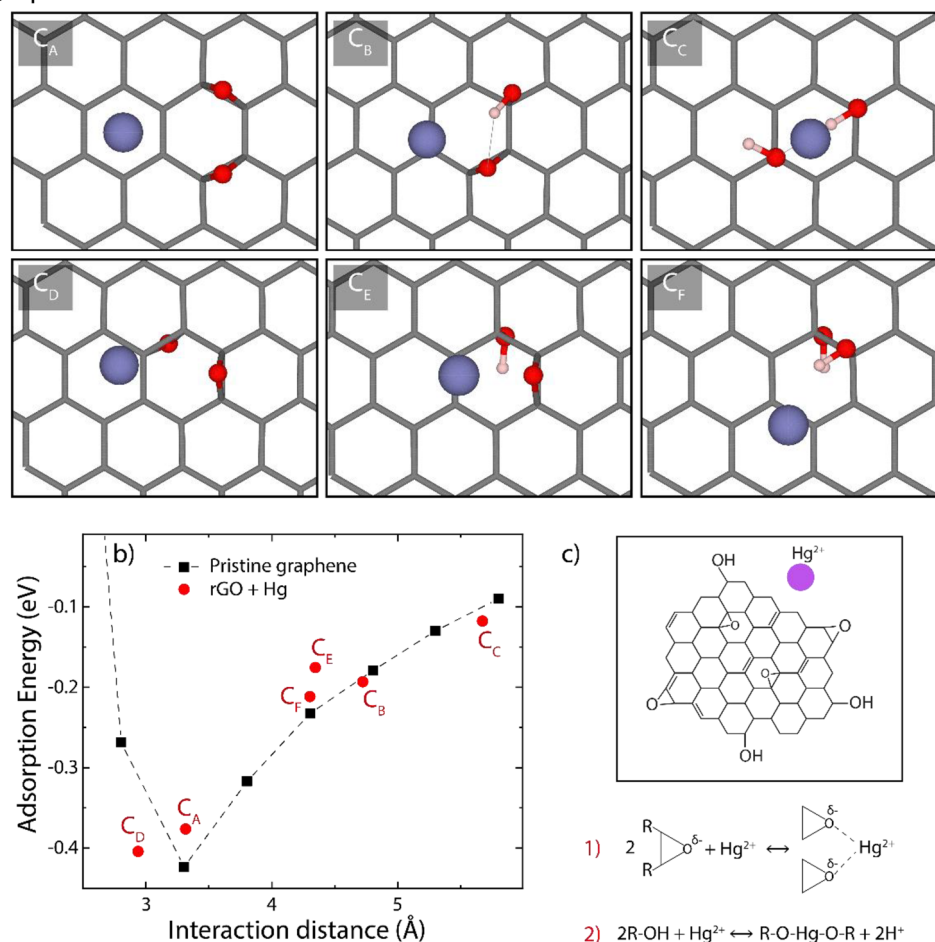 C_A
C_B
C_C
C_D
C_E
C_F
b)
Pristine graphene
rGO + Hg
Adsorption Energy (eV)
-0.1
-0.2
-0.3
-0.4
C_E
C_F
C_B
C_C
C_D
C_A
3 4 5
Interaction distance (Å)
c)
OH
Hg²⁺
O
O
O
O
OH
OH
1) 2 R R O δ- + Hg²⁺ ↔ O δ- O δ- Hg²⁺
2) 2R-OH + Hg²⁺ ↔ R-O-Hg-O-R + 2H⁺